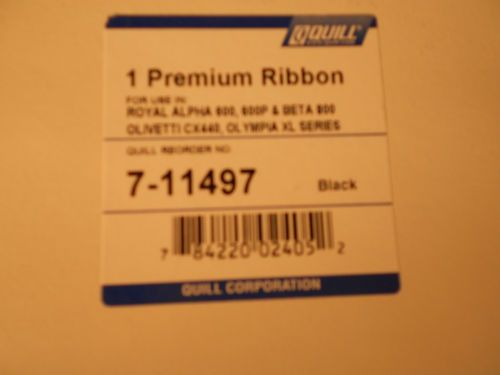 QUILL
1 Premium Ribbon
FOR USE IN:
ROYAL ALPHA 600, 600P & BETA 800
OLIVETTI CX440, OLYMPIA XL SERIES
QUILL REORDER NO.
7-11497 Black
7 84220 02405 2
QUILL CORPORATION